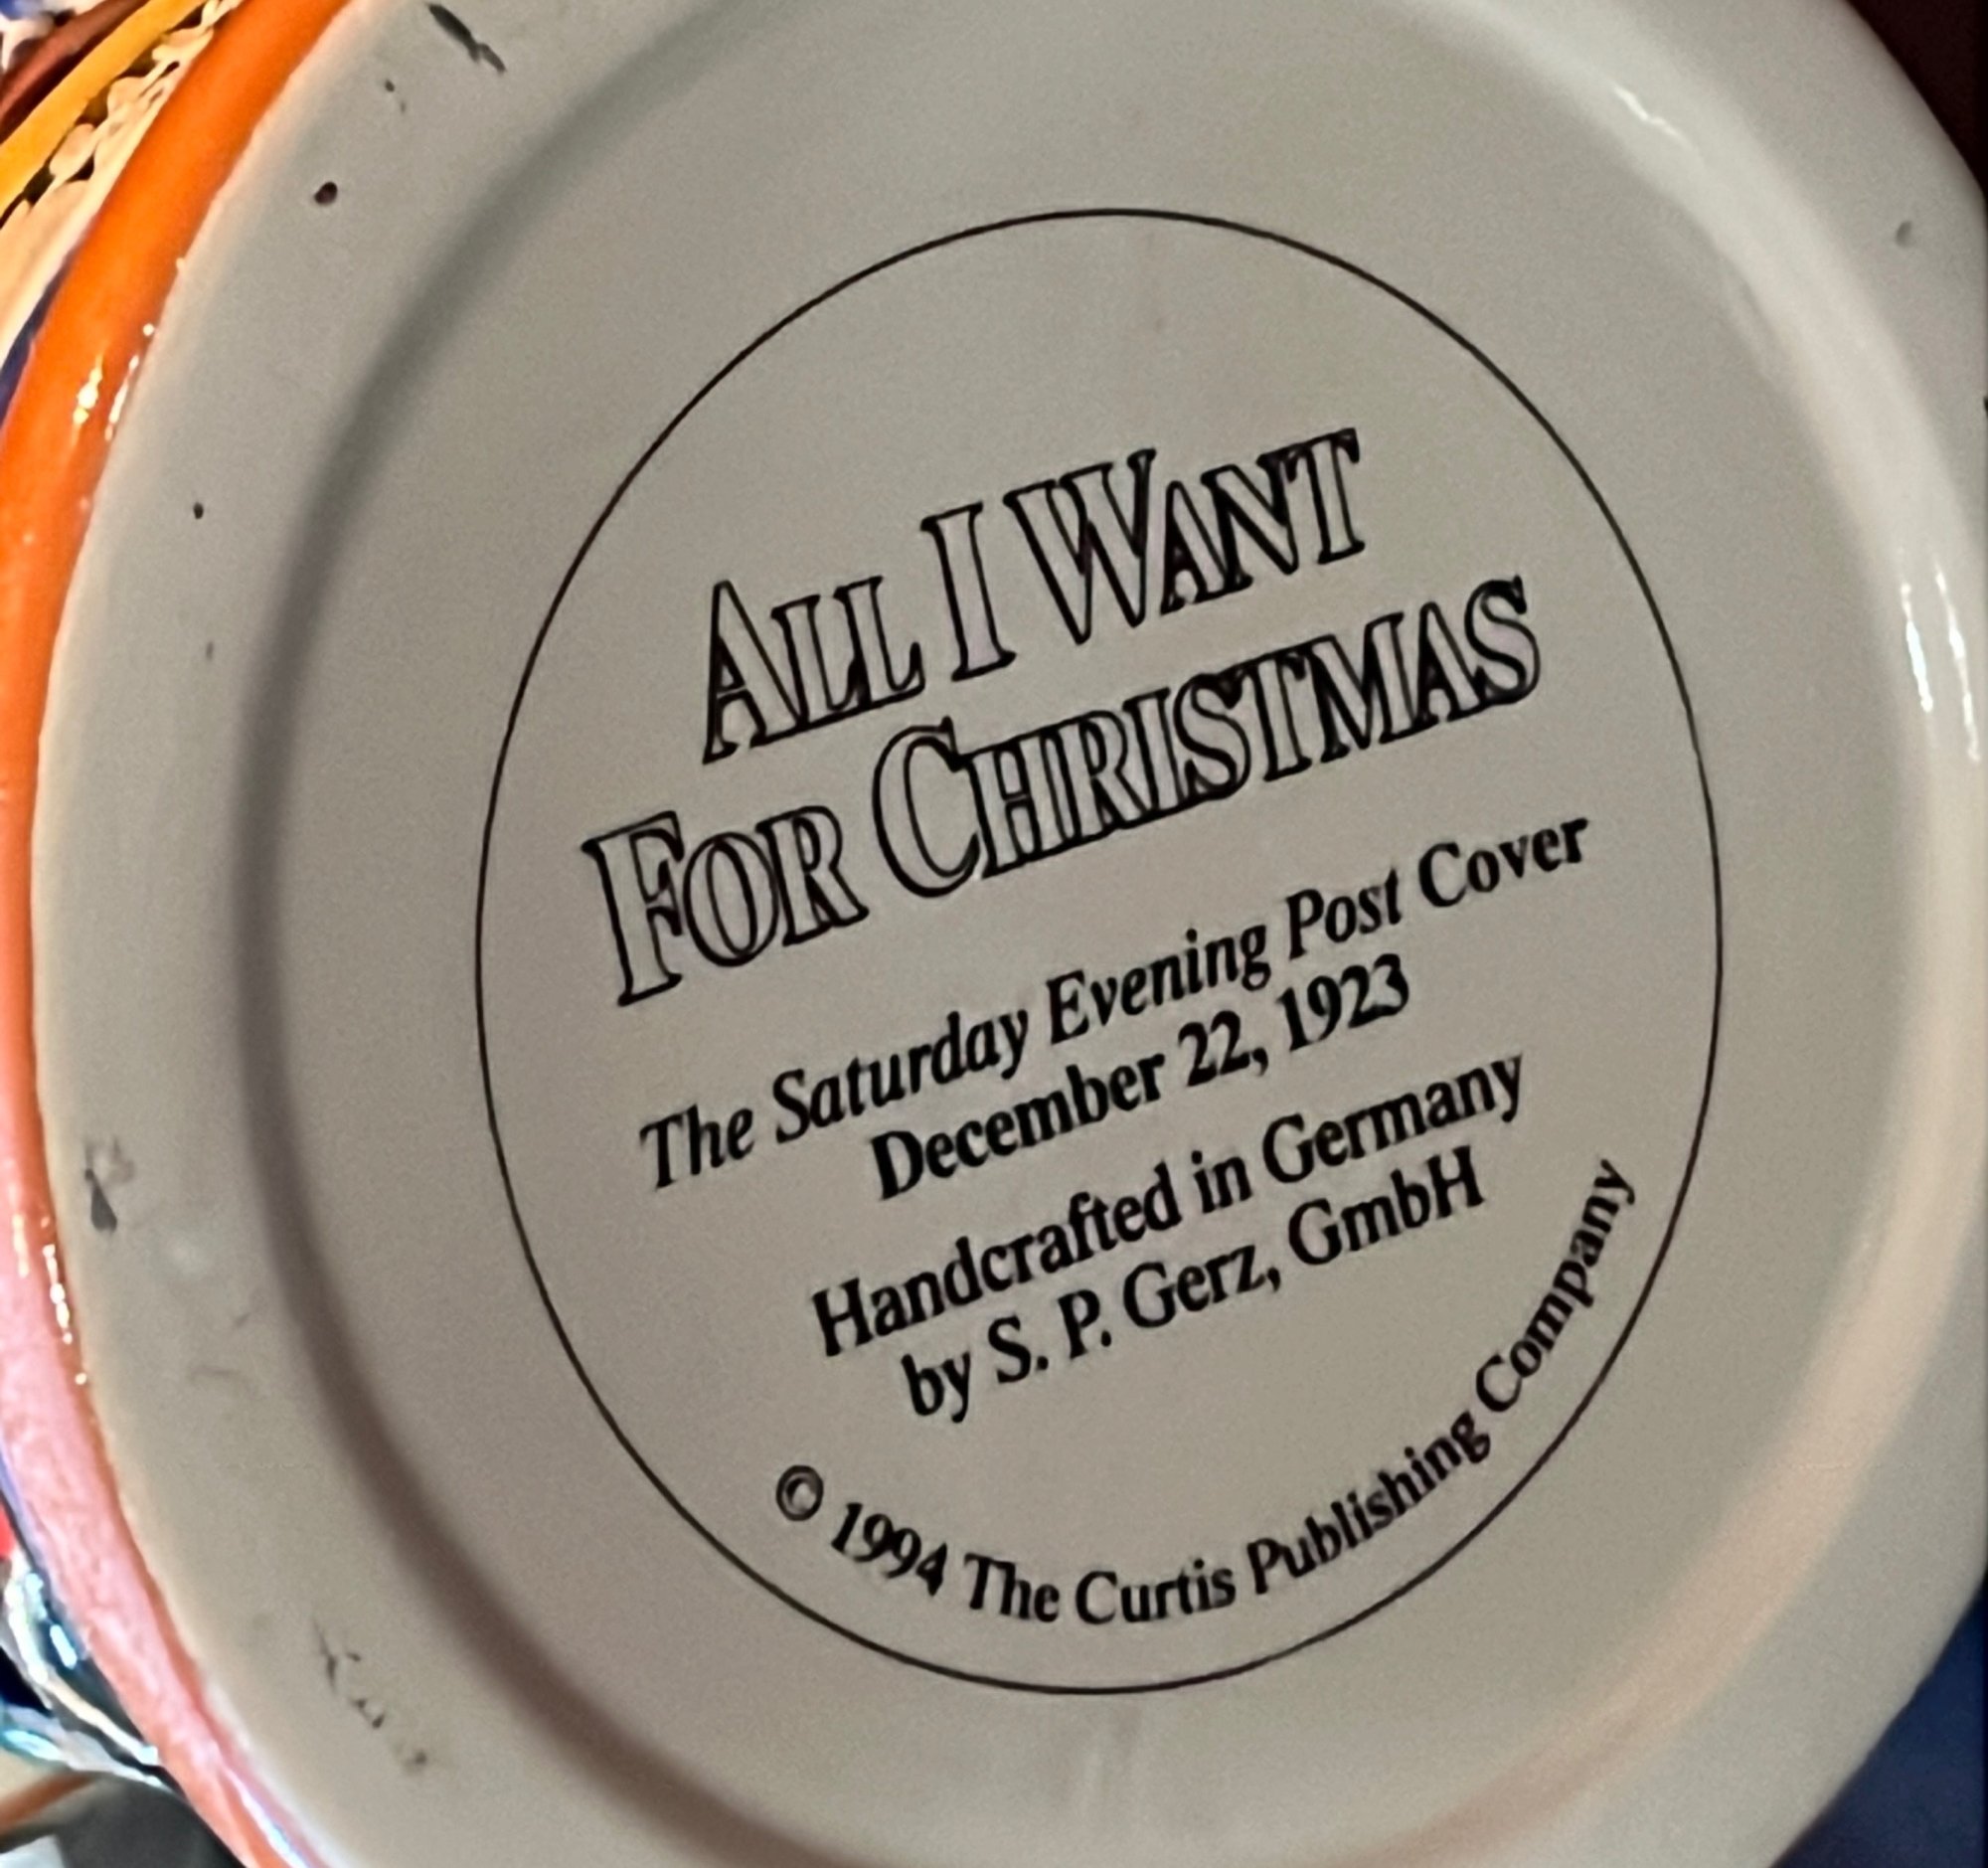 ALL I WANT
FOR CHRISTMAS
The Saturday Evening Post Cover
December 22, 1923
Handcrafted in Germany
by S. P. Gerz, GmbH
© 1994 The Curtis Publishing Company